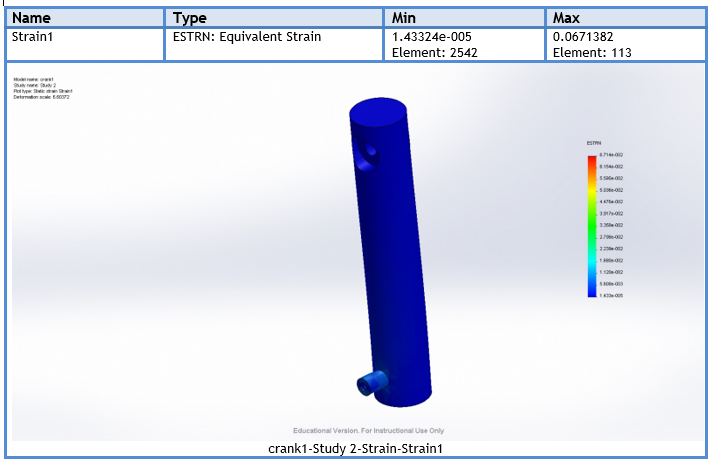 Name Type Min Max
Strain1 ESTRN: Equivalent Strain 1.43324e-005 0.0671382
Element: 2542 Element: 113
Model name: crank1
Study name: Study 2
Plot type: Static strain Strain1
Deformation scale: 6.60372
ESTRN
6.714e-002
6.154e-002
5.595e-002
5.036e-002
4.476e-002
3.917e-002
3.358e-002
2.798e-002
2.239e-002
1.680e-002
1.120e-002
5.608e-003
1.433e-005
Educational Version. For Instructional Use Only
crank1-Study 2-Strain-Strain1